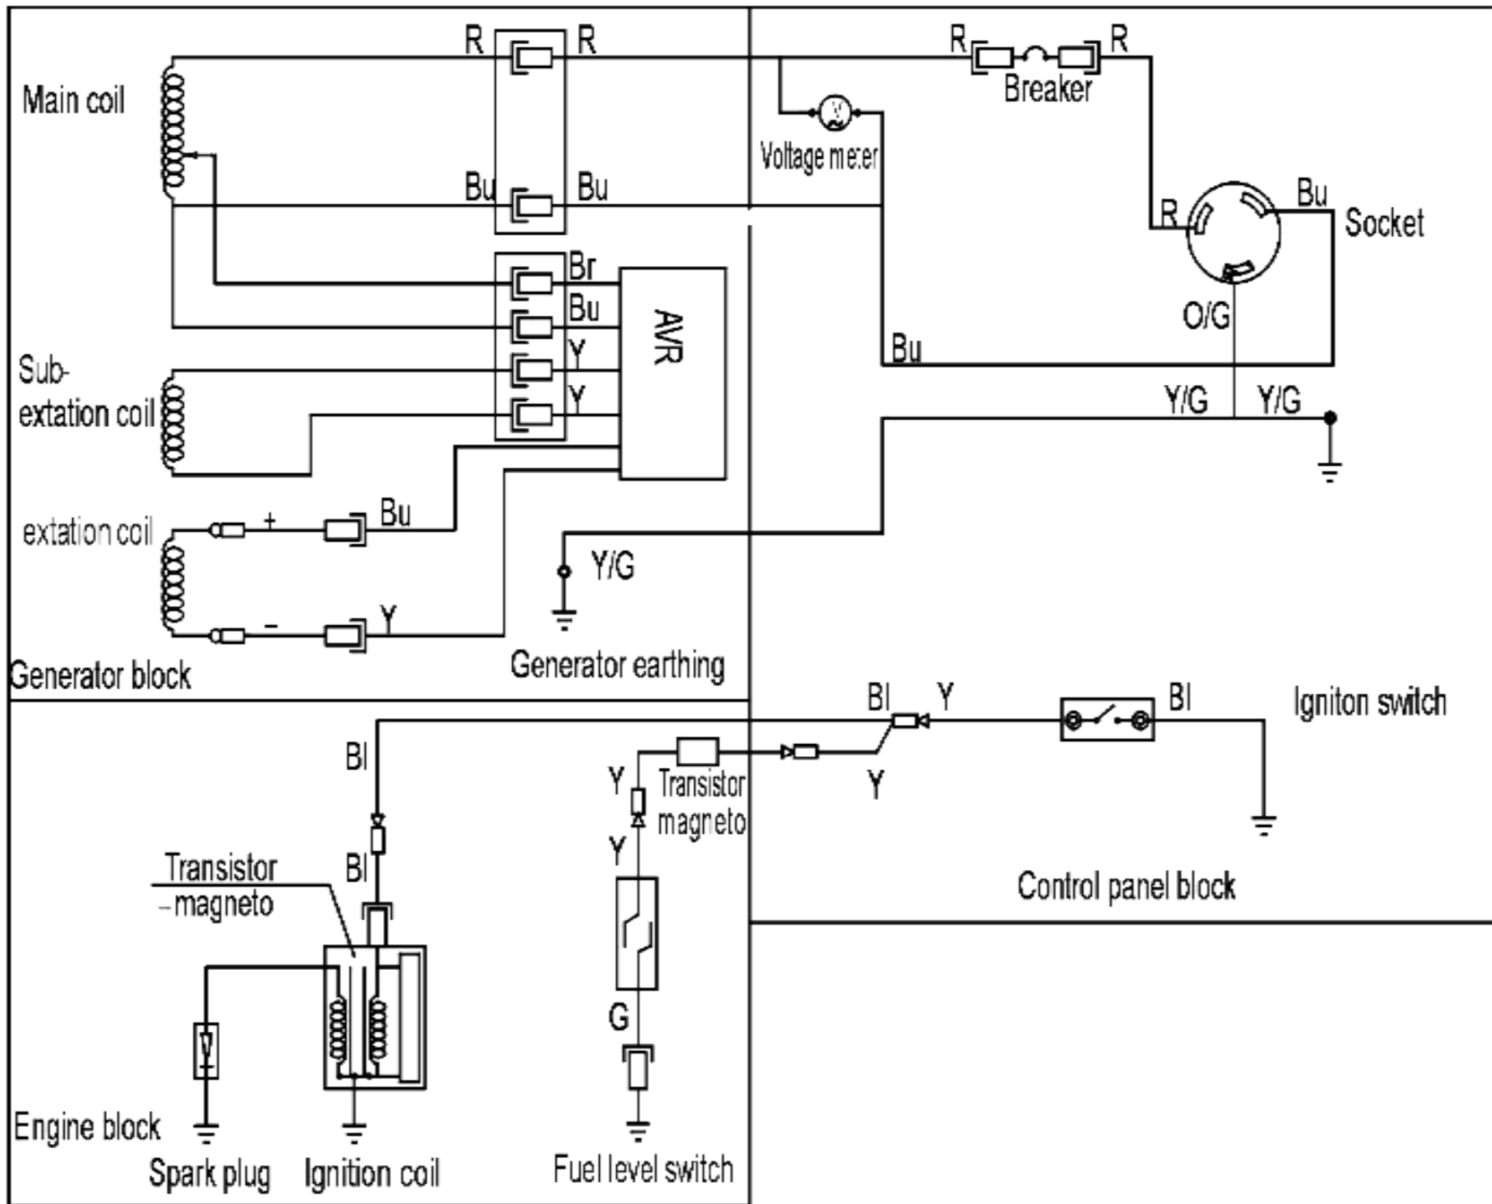 R
R
R
R
Main coil
Breaker
V
Voltage meter
Bu
Bu
R
Bu
Socket
Br
Bu
AVR
O/G
Y
Bu
Sub-
extation coil
Y
Y/G
Y/G
extation coil
+
Bu
Y/G
–
Y
Generator block
Generator earthing
Bl
Y
Bl
Igniton switch
Bl
Y
Transistor
magneto
Y
Y
Bl
Transistor
–magneto
Control panel block
G
Engine block
Spark plug
Ignition coil
Fuel level switch